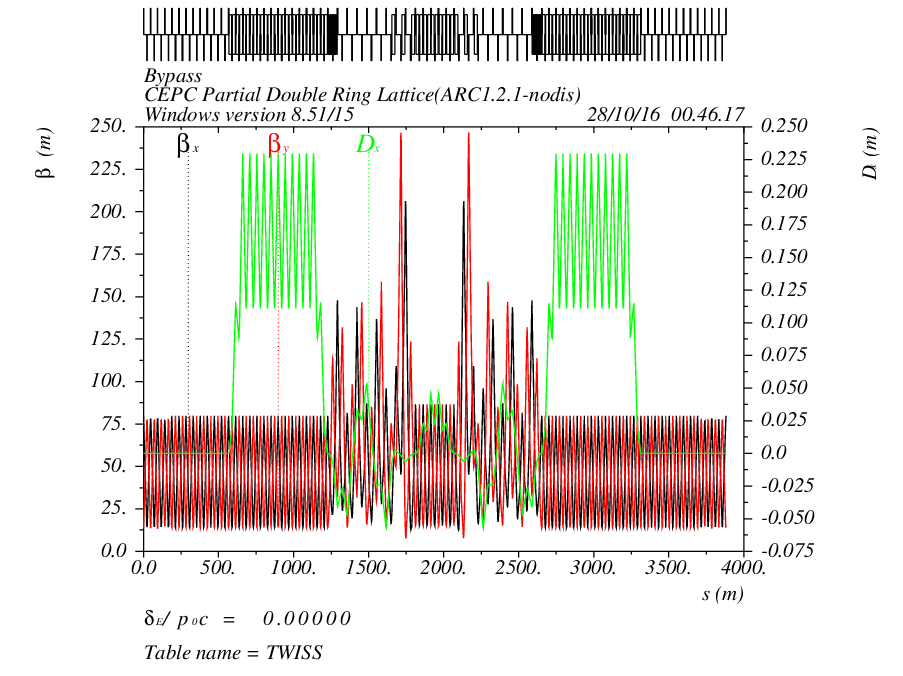 Bypass
CEPC Partial Double Ring Lattice(ARC1.2.1-nodis)
Windows version 8.51/15 28/10/16 00.46.17
β (m)
250. 0.250
βx βy Dx
225. 0.225
0.200
200.
0.175
175. 0.150
150. 0.125
0.100
125.
0.075
100. 0.050
75. 0.025
0.0
50.
-0.025
25. -0.050
0.0 -0.075
D (m)
0.0 500. 1000. 1500. 2000. 2500. 3000. 3500. 4000.
s (m)
δE/ p0c = 0.00000
Table name = TWISS